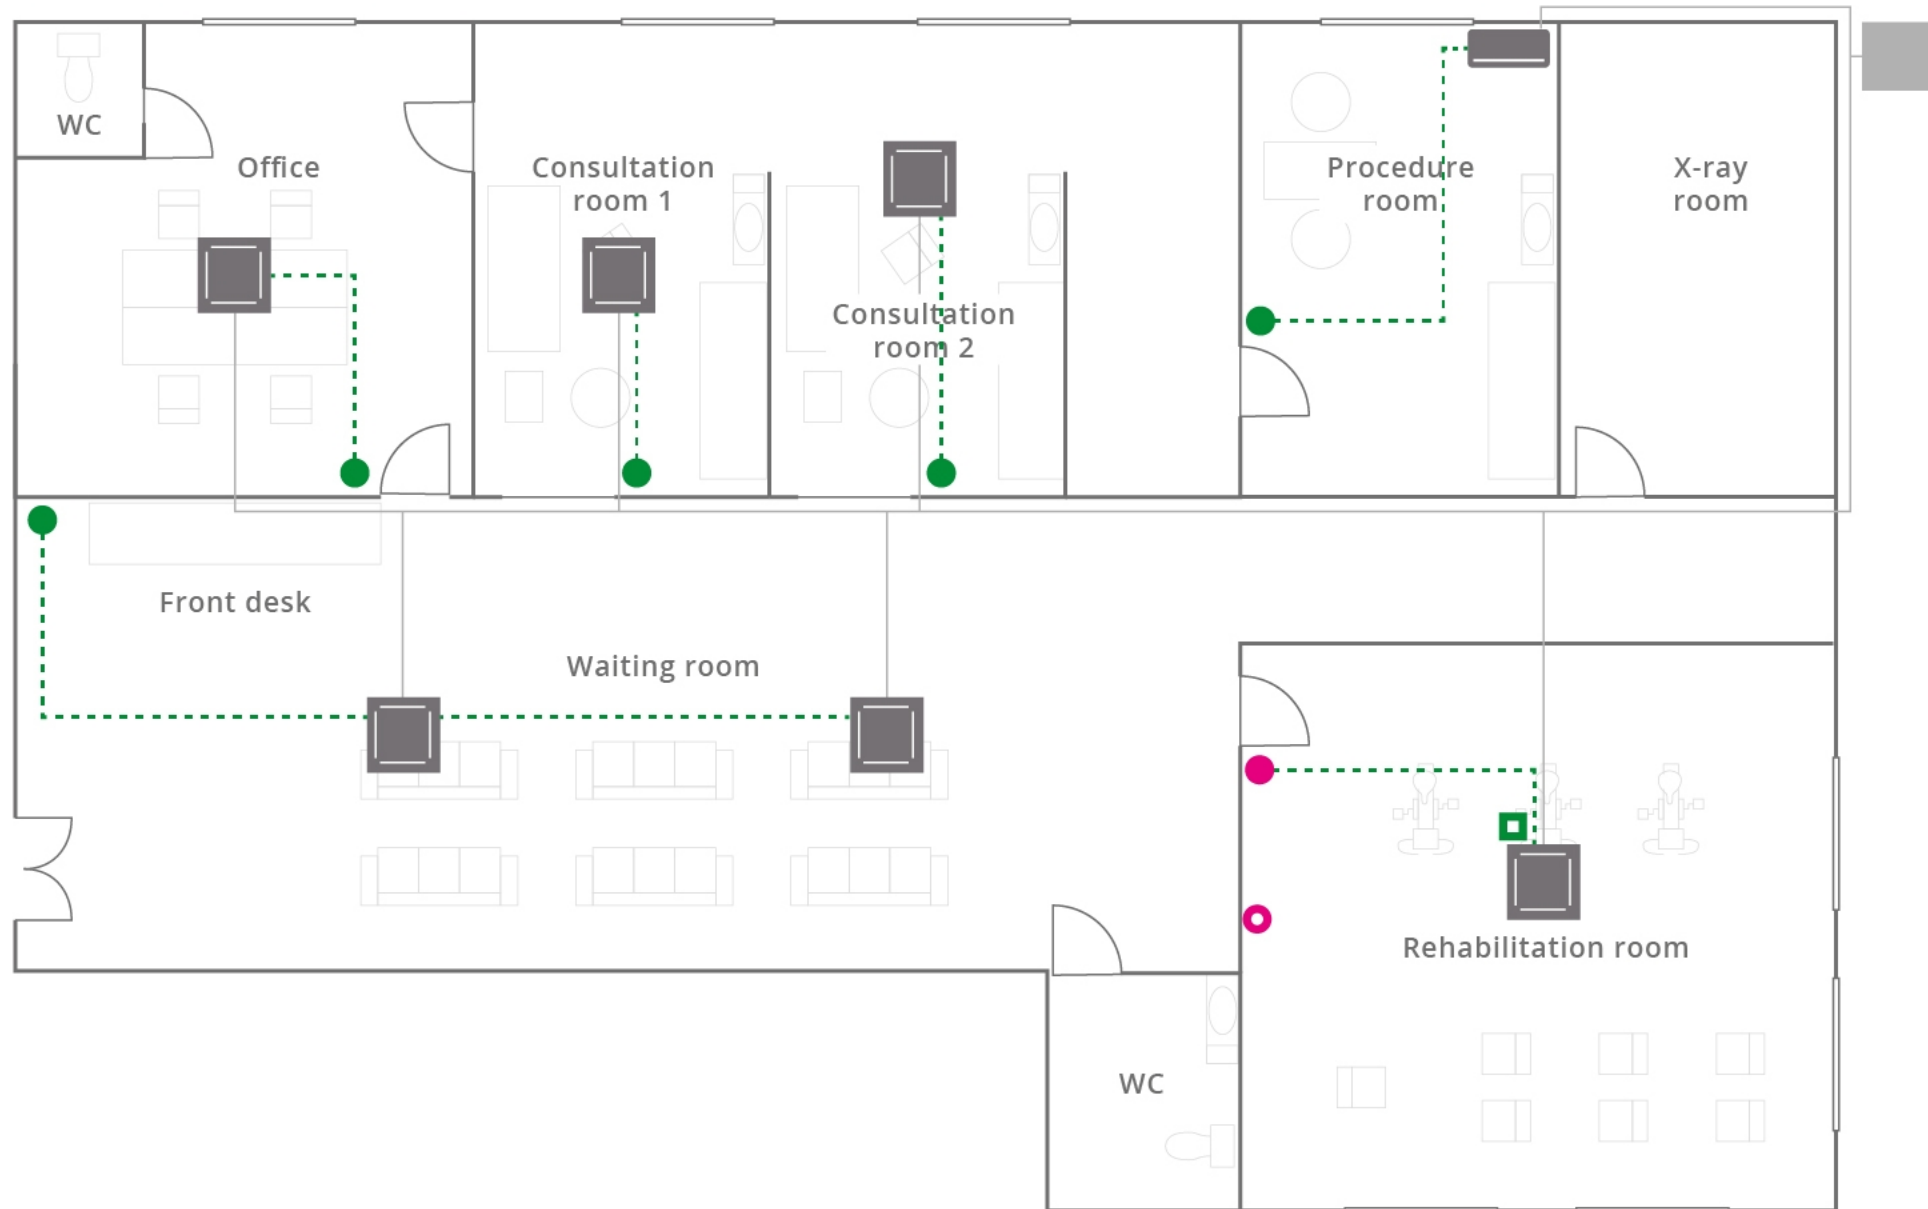 WC
Office
Consultation
room 1
Consultation
room 2
Procedure
room
X-ray
room
Front desk
Waiting room
Rehabilitation room
WC